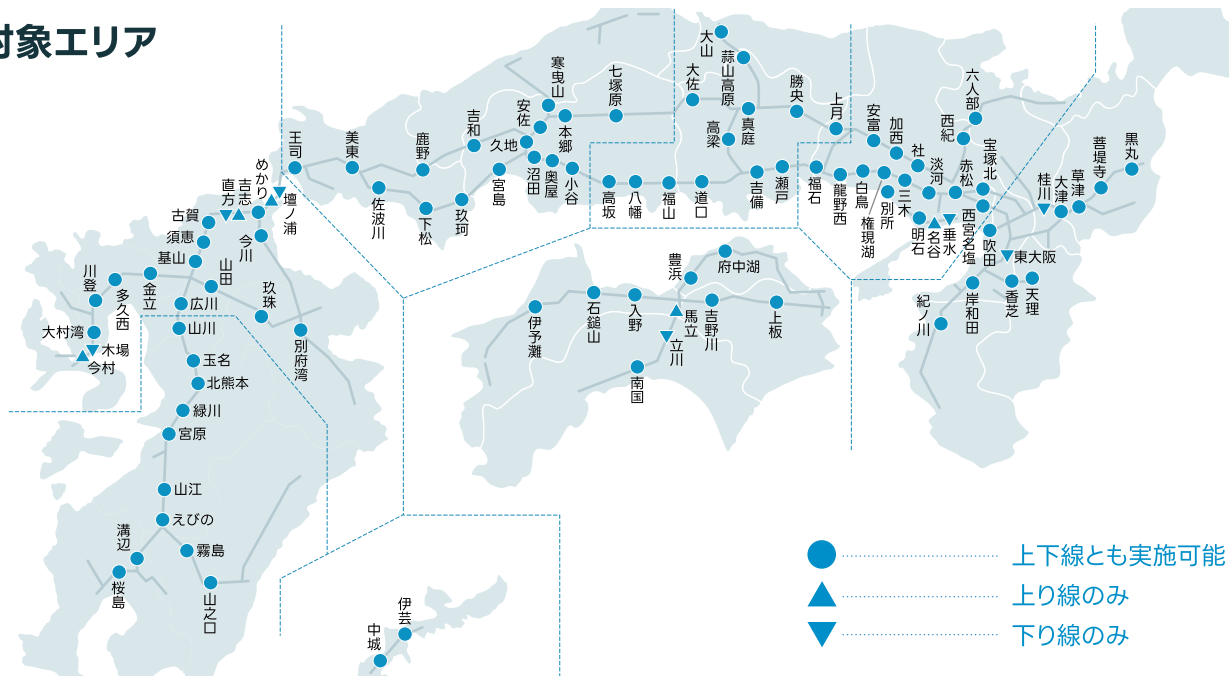 対象エリア
大山
蒜山高原
大佐
勝央
上月
真庭
高梁
寒曳山
七塚原
安佐
本郷
久地
沼田
奥屋
小谷
吉和
宮島
鹿野
玖珂
下松
佐波川
美東
王司
壇ノ浦
高坂
八幡
福山
道口
吉備
瀬戸
福石
龍野西
白鳥
権現湖
別所
三木
安富
加西
社
淡河
赤松
宝塚北
西紀
六人部
明石
名谷
垂水
西宮名塩
吹田
桂川
大津
草津
菩提寺
黒丸
東大阪
香芝
天理
岸和田
紀ノ川
めかり
吉志
直方
古賀
須恵
基山
今川
山田
玖珠
別府湾
川登
多久西
金立
広川
大村湾
木場
今村
山川
玉名
北熊本
緑川
宮原
山江
えびの
溝辺
霧島
桜島
山之口
豊浜
府中湖
伊予灘
石鎚山
入野
馬立
吉野川
上板
立川
南国
伊芸
中城
上下線とも実施可能
上り線のみ
下り線のみ